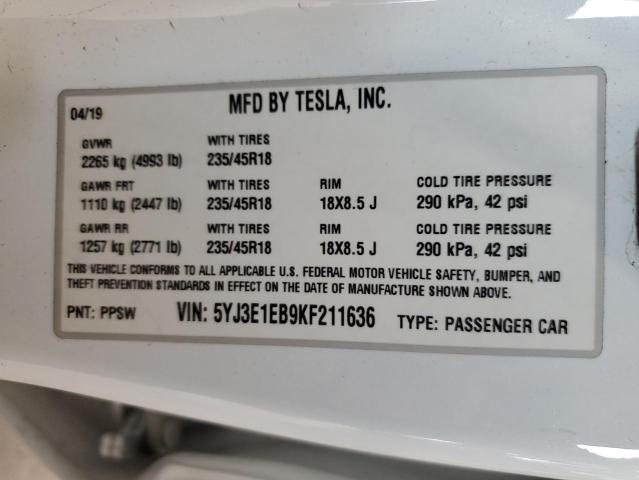 04/19 MFD BY TESLA, INC.
GVWR WITH TIRES
2265 kg (4993 lb) 235/45R18
GAWR FRT WITH TIRES RIM COLD TIRE PRESSURE
1110 kg (2447 lb) 235/45R18 18X8.5 J 290 kPa, 42 psi
GAWR RR WITH TIRES RIM COLD TIRE PRESSURE
1257 kg (2771 lb) 235/45R18 18X8.5 J 290 kPa, 42 psi
THIS VEHICLE CONFORMS TO ALL APPLICABLE U.S. FEDERAL MOTOR VEHICLE SAFETY, BUMPER, AND
THEFT PREVENTION STANDARDS IN EFFECT ON THE DATE OF MANUFACTURE SHOWN ABOVE.
PNT: PPSW VIN: 5YJ3E1EB9KF211636 TYPE: PASSENGER CAR